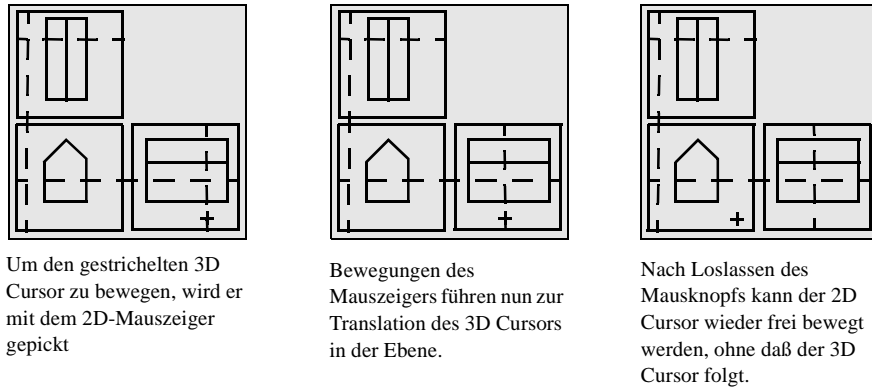 Um den gestrichelten 3D
Cursor zu bewegen, wird er
mit dem 2D-Mauszeiger
gepickt
Bewegungen des
Mauszeigers führen nun zur
Translation des 3D Cursors
in der Ebene.
Nach Loslassen des
Mausknopfs kann der 2D
Cursor wieder frei bewegt
werden, ohne daß der 3D
Cursor folgt.